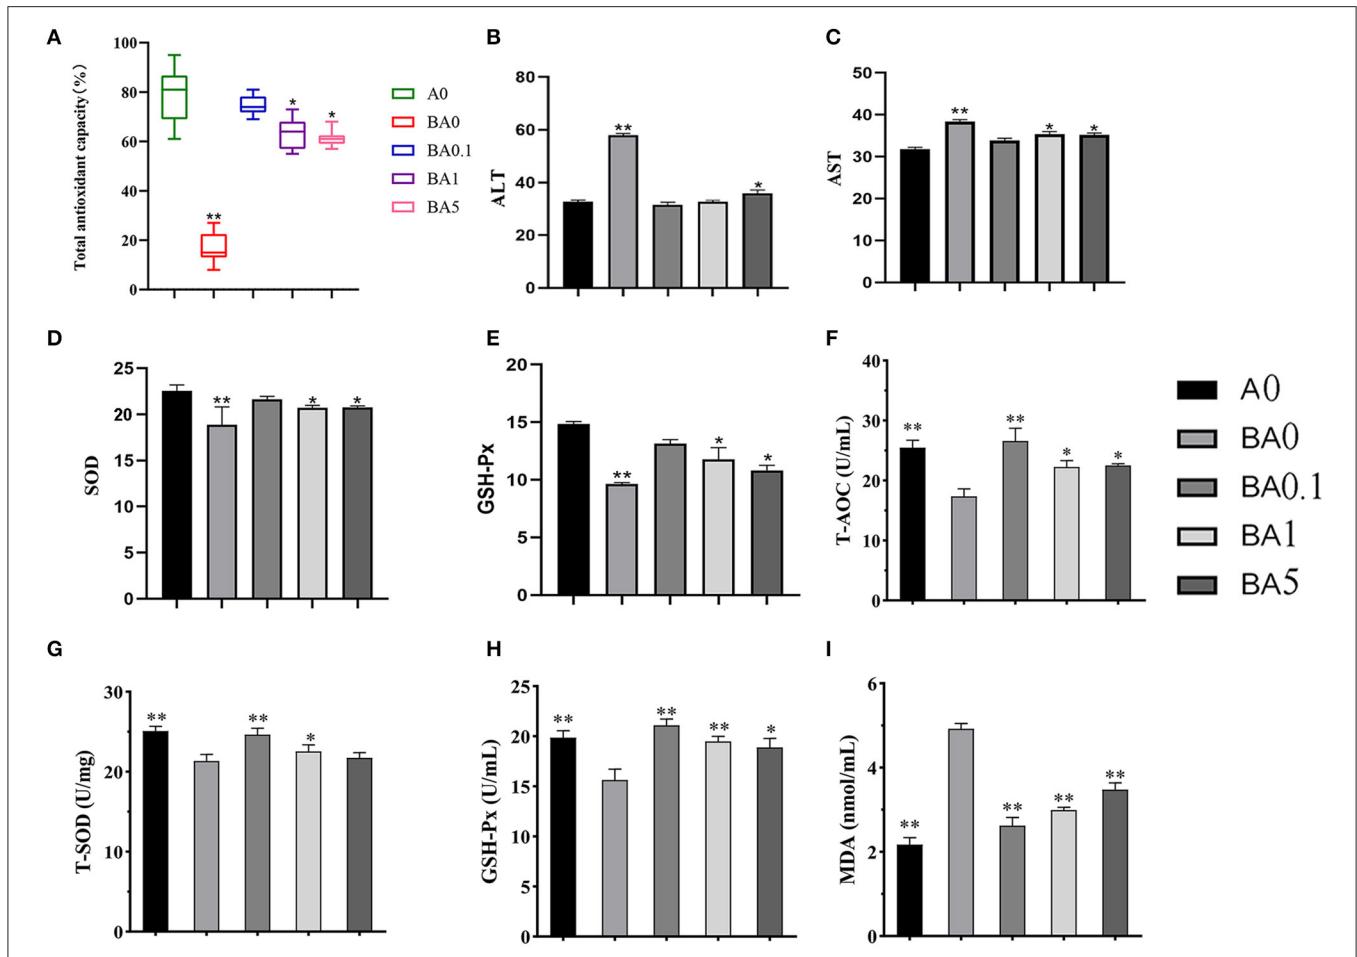 A
Total antioxidant capacity (%)
100
80
60
40
20
0
**
*
*
A0
BA0
BA0.1
BA1
BA5
B
ALT
80
60
40
20
0
**
*
C
AST
50
40
30
20
10
0
**
*
*
D
SOD
25
20
15
10
5
0
**
*
*
E
GSH-Px
20
15
10
5
0
**
*
*
F
T-AOC (U/mL)
40
30
20
10
0
**
**
*
*
A0
BA0
BA0.1
BA1
BA5
G
T-SOD (U/mg)
30
20
10
0
**
**
*
H
GSH-Px (U/mL)
25
20
15
10
5
0
**
**
**
*
I
MDA (nmol/mL)
6
4
2
0
**
**
**
**